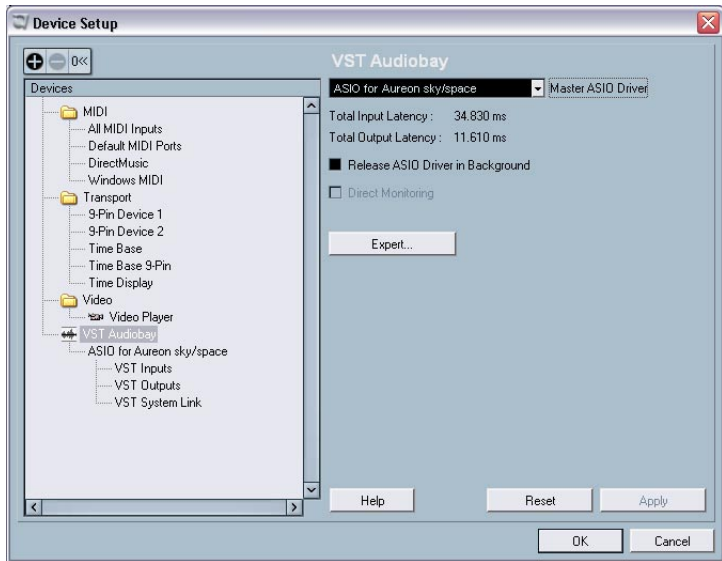 Device Setup
0<<
Devices
MIDI
All MIDI Inputs
Default MIDI Ports
DirectMusic
Windows MIDI
Transport
9-Pin Device 1
9-Pin Device 2
Time Base
Time Base 9-Pin
Time Display
Video
Video Player
VST Audiobay
ASIO for Aureon sky/space
VST Inputs
VST Outputs
VST System Link
VST Audiobay
ASIO for Aureon sky/space Master ASIO Driver
Total Input Latency : 34.830 ms
Total Output Latency : 11.610 ms
Release ASIO Driver in Background
Direct Monitoring
Expert...
Help Reset Apply
OK Cancel